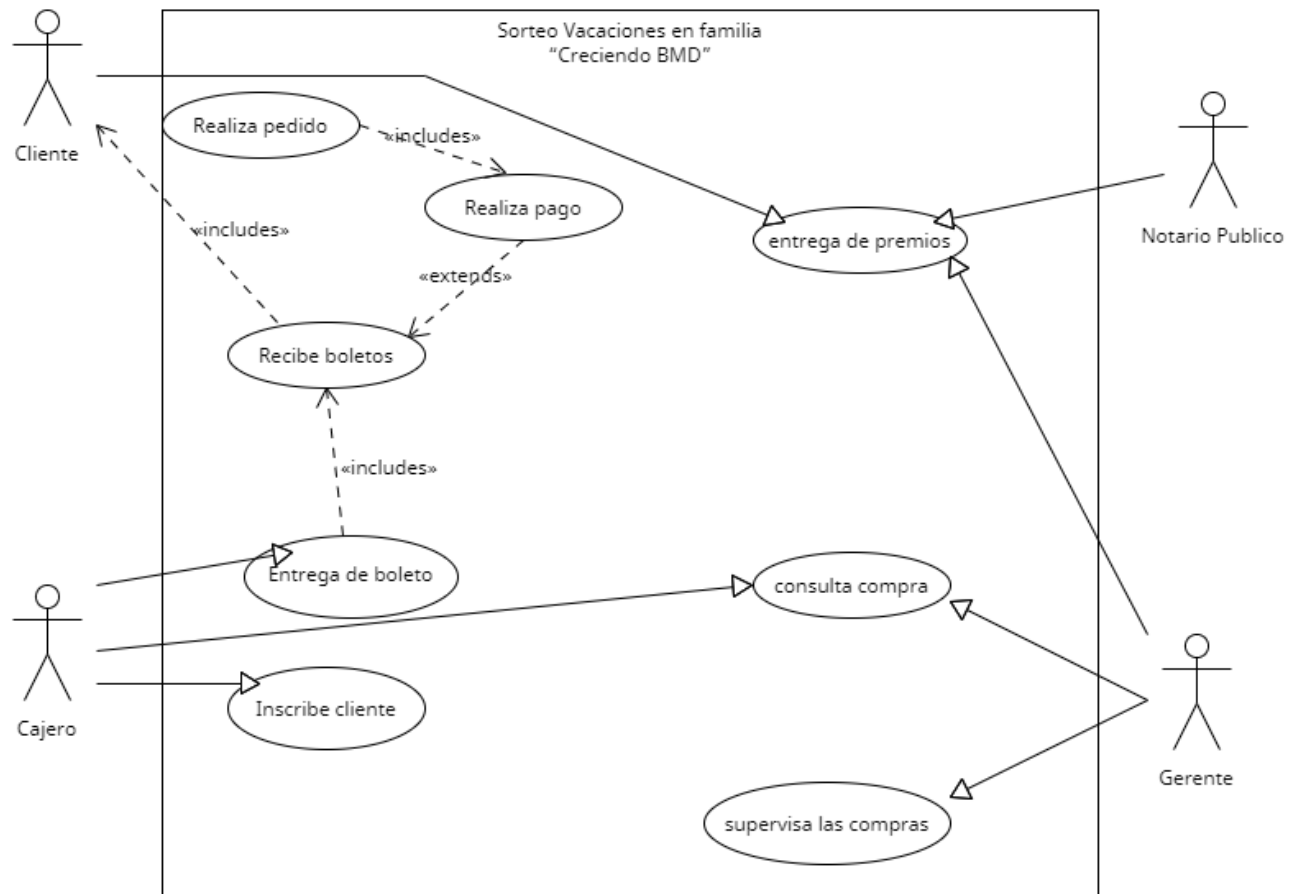 Sorteo Vacaciones en familia
“Creciendo BMD”
Cliente
Realiza pedido
«includes»
Realiza pago
«includes»
«extends»
entrega de premios
Notario Publico
Recibe boletos
«includes»
Entrega de boleto
consulta compra
Cajero
Inscribe cliente
Gerente
supervisa las compras